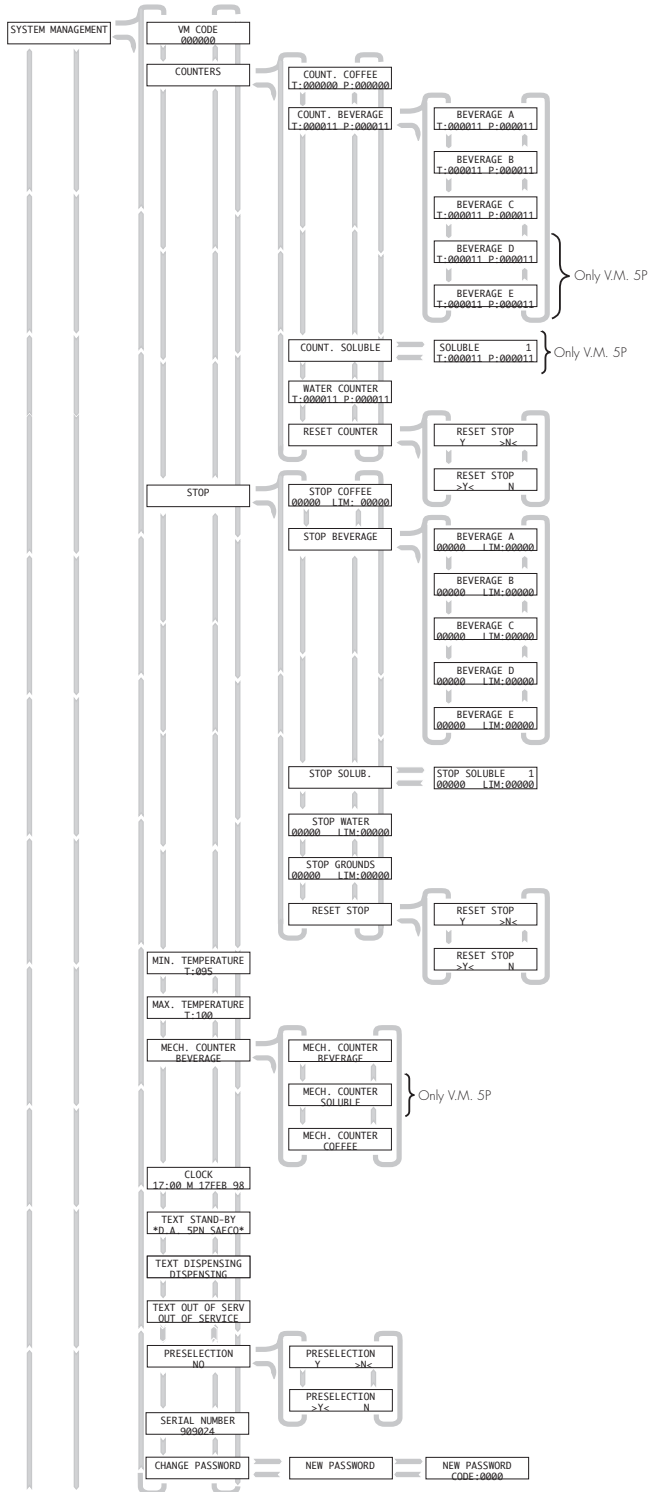 SYSTEM MANAGEMENT
VM CODE
000000
COUNTERS
COUNT. COFFEE
T:000000 P:000000
COUNT. BEVERAGE
T:000011 P:000011
BEVERAGE A
T:000011 P:000011
BEVERAGE B
T:000011 P:000011
BEVERAGE C
T:000011 P:000011
BEVERAGE D
T:000011 P:000011
BEVERAGE E
T:000011 P:000011
Only V.M. 5P
COUNT. SOLUBLE
SOLUBLE 1
T:000011 P:000011
Only V.M. 5P
WATER COUNTER
T:000011 P:000011
RESET COUNTER
RESET STOP
Y >N<
RESET STOP
>Y< N
STOP
STOP COFFEE
00000 LIM: 00000
STOP BEVERAGE
BEVERAGE A
00000 LIM:00000
BEVERAGE B
00000 LIM:00000
BEVERAGE C
00000 LIM:00000
BEVERAGE D
00000 LIM:00000
BEVERAGE E
00000 LIM:00000
STOP SOLUB.
STOP SOLUBLE 1
00000 LIM:00000
STOP WATER
00000 LIM:00000
STOP GROUNDS
00000 LIM:00000
RESET STOP
RESET STOP
Y >N<
RESET STOP
>Y< N
MIN. TEMPERATURE
T:095
MAX. TEMPERATURE
T:100
MECH. COUNTER
BEVERAGE
MECH. COUNTER
BEVERAGE
MECH. COUNTER
SOLUBLE
Only V.M. 5P
MECH. COUNTER
COFFEE
CLOCK
17:00 M 17FEB 98
TEXT STAND-BY
*D.A. 5PN SAECO*
TEXT DISPENSING
DISPENSING
TEXT OUT OF SERV
OUT OF SERVICE
PRESELECTION
NO
PRESELECTION
Y >N<
PRESELECTION
>Y< N
SERIAL NUMBER
909024
CHANGE PASSWORD
NEW PASSWORD
NEW PASSWORD
CODE:0000